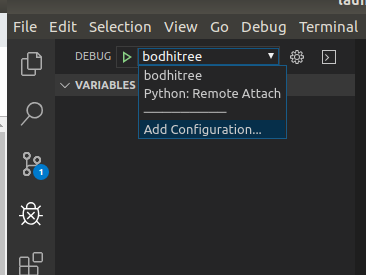 File Edit Selection View Go Debug Terminal
DEBUG bodhitree
bodhitree
Python: Remote Attach
VARIABLES
Add Configuration...
1